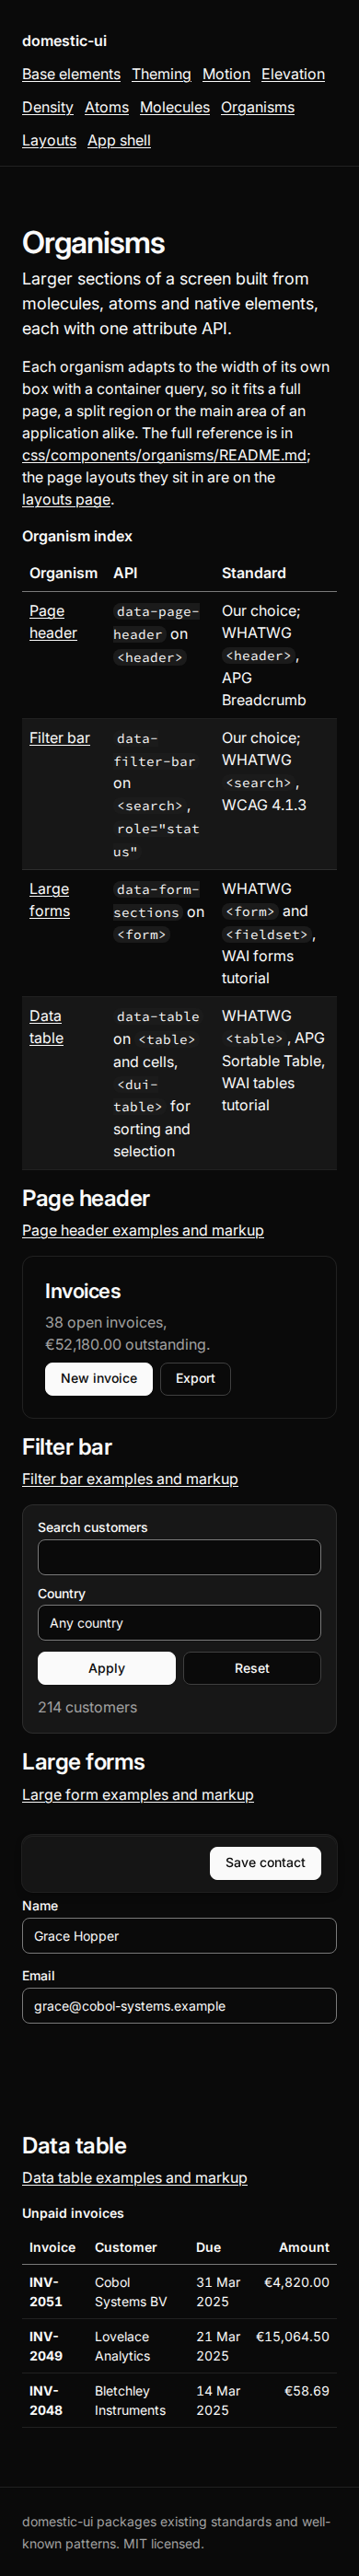 domestic-ui
Base elements Theming Motion Elevation
Density Atoms Molecules Organisms
Layouts App shell
Organisms
Larger sections of a screen built from
molecules, atoms and native elements,
each with one attribute API.
Each organism adapts to the width of its own
box with a container query, so it fits a full
page, a split region or the main area of an
application alike. The full reference is in
css/components/organisms/README.md;
the page layouts they sit in are on the
layouts page.
Organism index
Organism API Standard
Page
header
data-page-
header on
<header>
Our choice;
WHATWG
<header>,
APG
Breadcrumb
Filter bar
data-
filter-bar
on
<search>,
role="stat
us"
Our choice;
WHATWG
<search>,
WCAG 4.1.3
Large
forms
data-form-
sections on
<form>
WHATWG
<form> and
<fieldset>,
WAI forms
tutorial
Data
table
data-table
on <table>
and cells,
<dui-
table> for
sorting and
selection
WHATWG
<table>, APG
Sortable Table,
WAI tables
tutorial
Page header
Page header examples and markup
Invoices
38 open invoices,
€52,180.00 outstanding.
New invoice Export
Filter bar
Filter bar examples and markup
Search customers
Country
Any country
Apply Reset
214 customers
Large forms
Large form examples and markup
Save contact
Name
Grace Hopper
Email
grace@cobol-systems.example
Data table
Data table examples and markup
Unpaid invoices
Invoice Customer Due Amount
INV-
2051
Cobol
Systems BV
31 Mar
2025
€4,820.00
INV-
2049
Lovelace
Analytics
21 Mar
2025
€15,064.50
INV-
2048
Bletchley
Instruments
14 Mar
2025
€58.69
domestic-ui packages existing standards and well-
known patterns. MIT licensed.